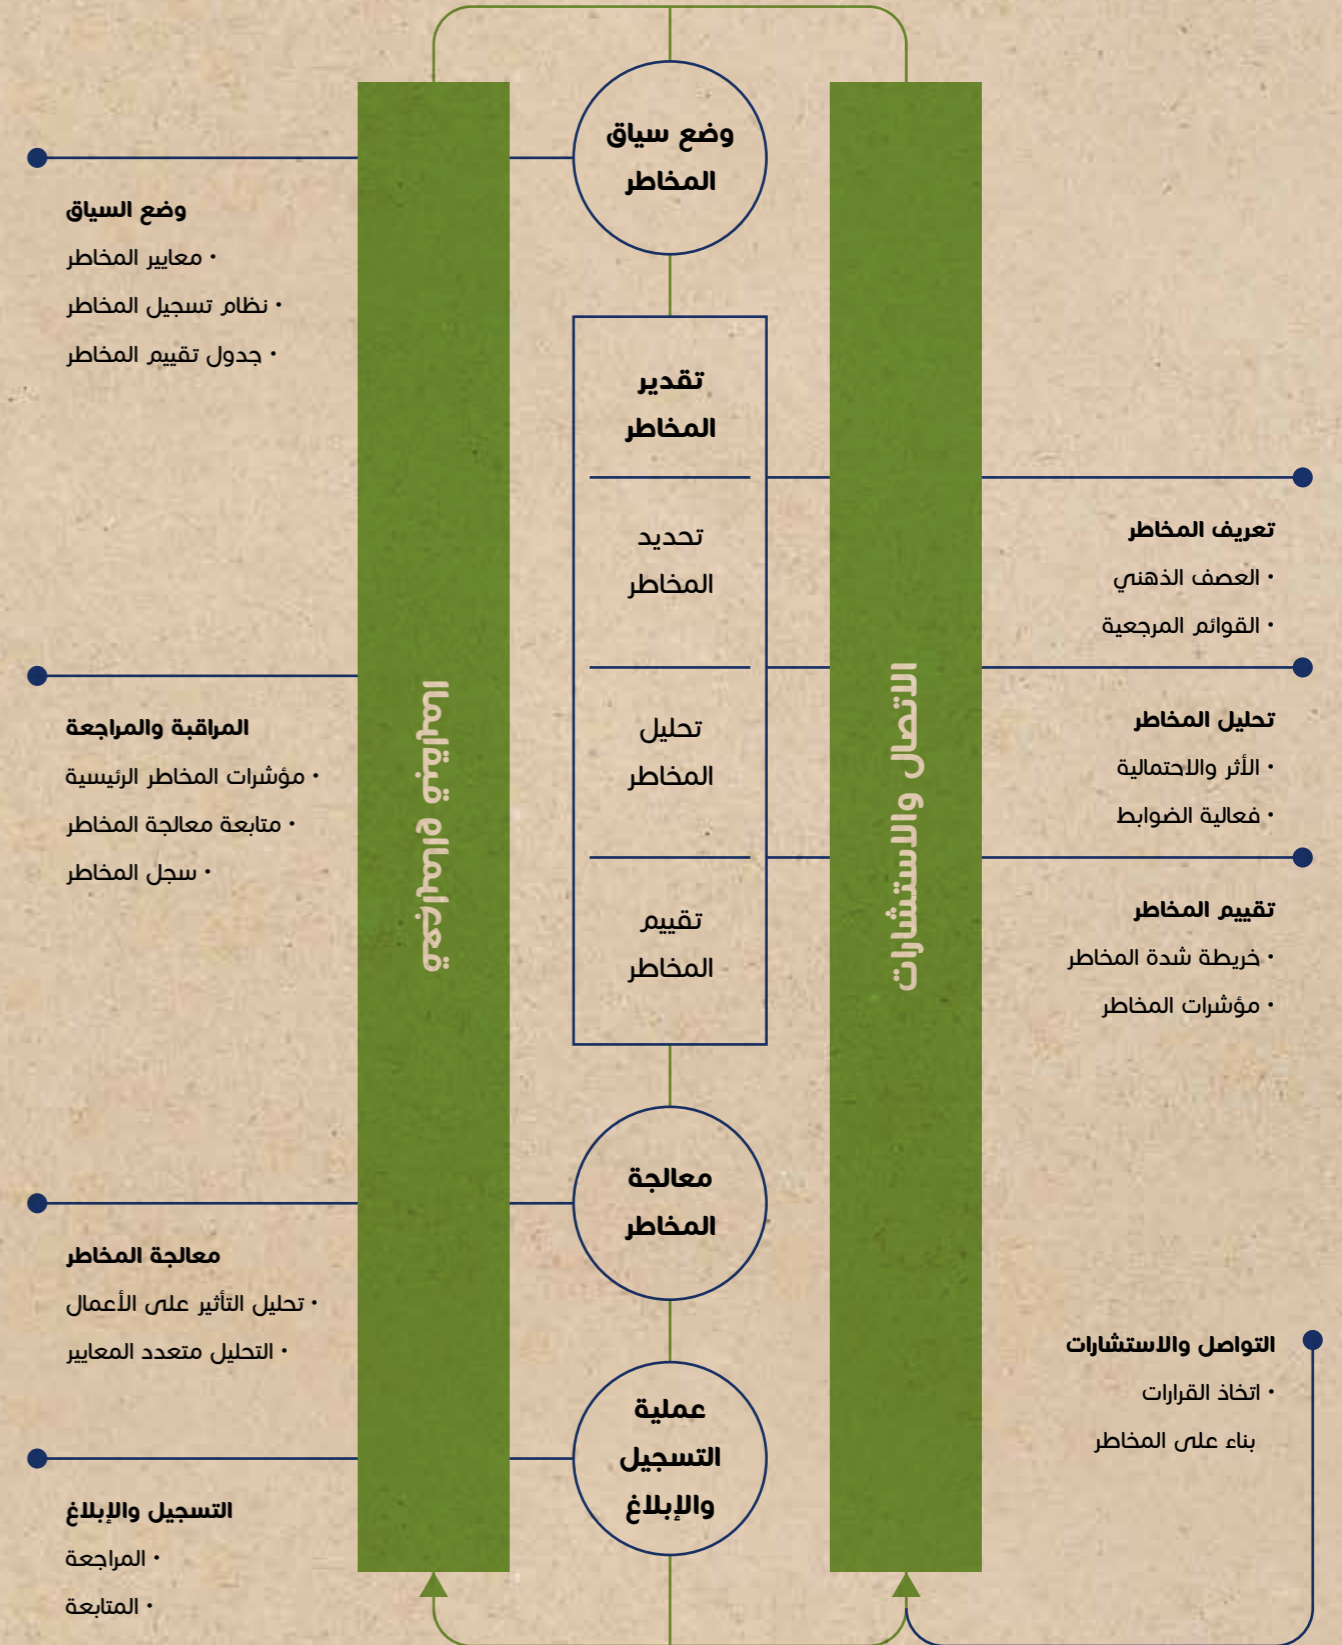 وضع سياق
المخاطر
تقدير
المخاطر
تحديد
المخاطر
تحليل
المخاطر
تقييم
المخاطر
معالجة
المخاطر
عملية
التسجيل
والإبلاغ
الاتصال والاستشارات
المراقبة والمراجعة
تعريف المخاطر
• العصف الذهني
• القوائم المرجعية
تحليل المخاطر
• الأثر والاحتمالية
• فعالية الضوابط
تقييم المخاطر
• خريطة شدة المخاطر
• مؤشرات المخاطر
التواصل والاستشارات
• اتخاذ القرارات
بناء على المخاطر
وضع السياق
• معايير المخاطر
• نظام تسجيل المخاطر
• جدول تقييم المخاطر
المراقبة والمراجعة
• مؤشرات المخاطر الرئيسية
• متابعة معالجة المخاطر
• سجل المخاطر
معالجة المخاطر
• تحليل التأثير على الأعمال
• التحليل متعدد المعايير
التسجيل والإبلاغ
• المراجعة
• المتابعة